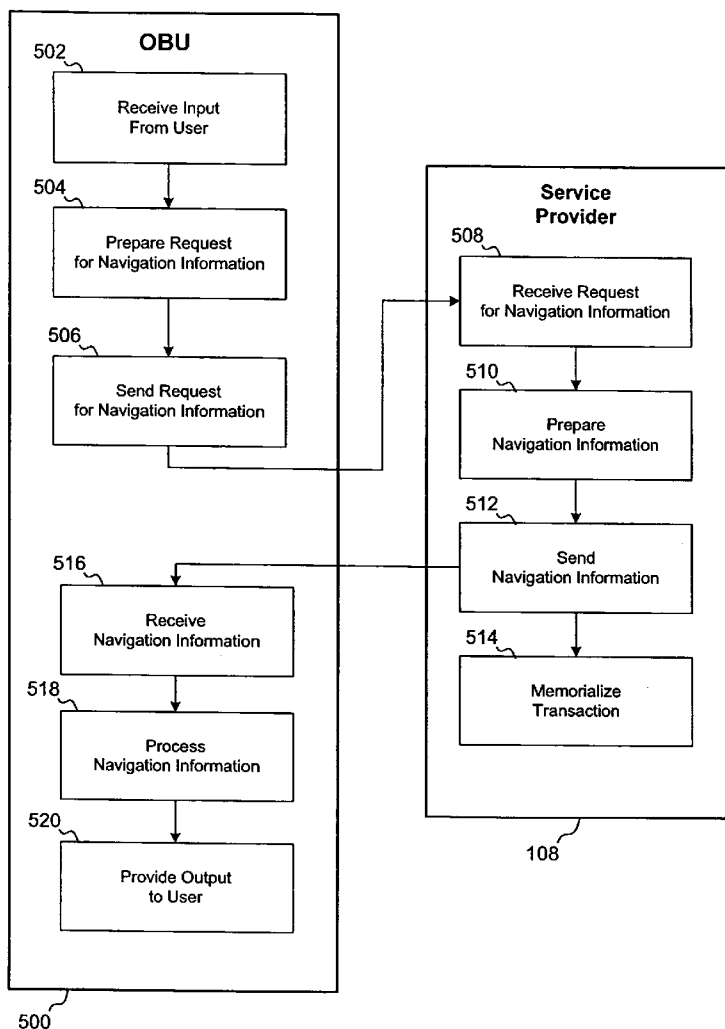 OBU
502
Receive Input
From User
504
Prepare Request
for Navigation Information
506
Send Request
for Navigation Information
516
Receive
Navigation Information
518
Process
Navigation Information
520
Provide Output
to User
500
Service
Provider
508
Receive Request
for Navigation Information
510
Prepare
Navigation Information
512
Send
Navigation Information
514
Memorialize
Transaction
108